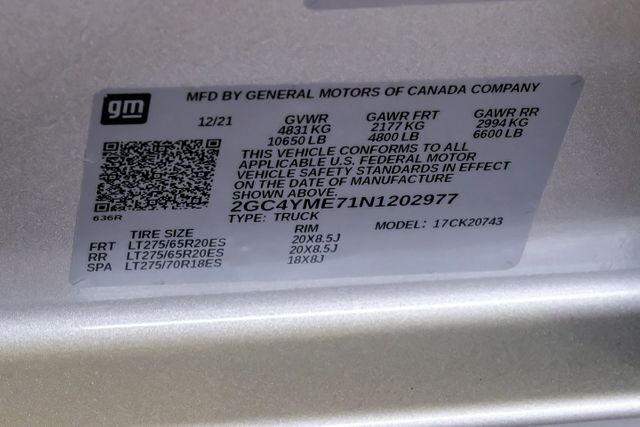 gm
MFD BY GENERAL MOTORS OF CANADA COMPANY
12/21 GVWR GAWR FRT GAWR RR
4831 KG 2177 KG 2994 KG
10650 LB 4800 LB 6600 LB
THIS VEHICLE CONFORMS TO ALL
APPLICABLE U.S. FEDERAL MOTOR
VEHICLE SAFETY STANDARDS IN EFFECT
ON THE DATE OF MANUFACTURE
SHOWN ABOVE.
2GC4YME71N1202977
636R
TYPE: TRUCK MODEL: 17CK20743
TIRE SIZE RIM
FRT LT275/65R20ES 20X8.5J
RR LT275/65R20ES 20X8.5J
SPA LT275/70R18ES 18X8J